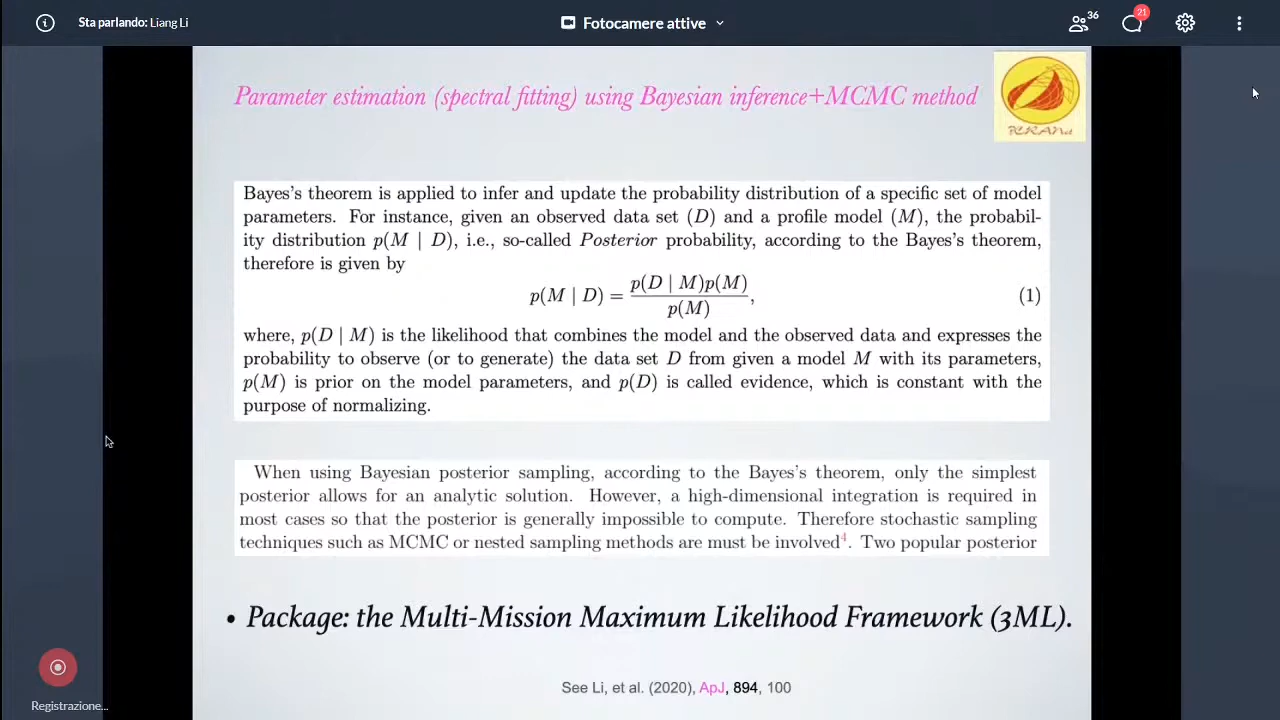 Sta parlando: Liang Li
Fotocamere attive
36
21
Parameter estimation (spectral fitting) using Bayesian inference+MCMC method
ICRANet
Bayes's theorem is applied to infer and update the probability distribution of a specific set of model
parameters. For instance, given an observed data set (D) and a profile model (M), the probabil-
ity distribution p(M | D), i.e., so-called Posterior probability, according to the Bayes's theorem,
therefore is given by
p(M | D) = p(D | M)p(M) / p(M), (1)
where, p(D | M) is the likelihood that combines the model and the observed data and expresses the
probability to observe (or to generate) the data set D from given a model M with its parameters,
p(M) is prior on the model parameters, and p(D) is called evidence, which is constant with the
purpose of normalizing.
When using Bayesian posterior sampling, according to the Bayes's theorem, only the simplest
posterior allows for an analytic solution. However, a high-dimensional integration is required in
most cases so that the posterior is generally impossible to compute. Therefore stochastic sampling
techniques such as MCMC or nested sampling methods are must be involved⁴. Two popular posterior
• Package: the Multi-Mission Maximum Likelihood Framework (3ML).
See Li, et al. (2020), ApJ, 894, 100
Registrazione...